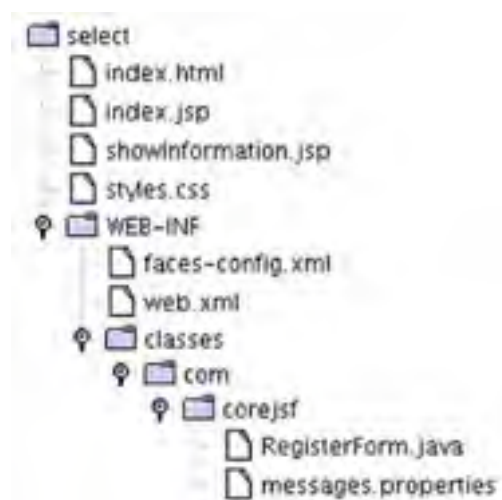 select
index.html
index.jsp
showInformation.jsp
styles.css
WEB-INF
faces-config.xml
web.xml
classes
com
corejsf
RegisterForm.java
messages.properties